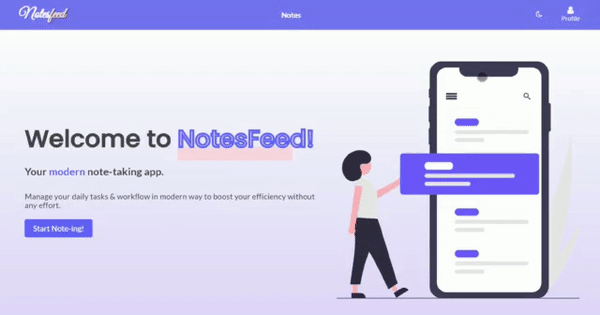 Notesfeed
Notes
Profile
Welcome to NotesFeed!
Your modern note-taking app.
Manage your daily tasks & workflow in modern way to boost your efficiency without
any effort.
Start Note-ing!